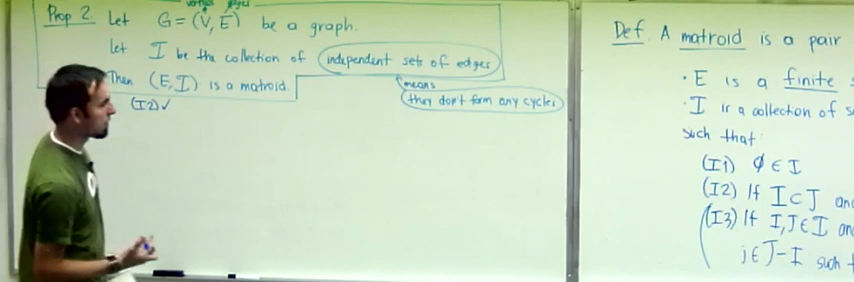 vertices edges
Prop 2. Let G=(V,E) be a graph.
Let I be the collection of independent sets of edges
Then (E,I) is a matroid.
means
they don't form any cycles
(I2)✓
Def. A matroid is a pair
· E is a finite
· I is a collection of
such that:
(I1) ∅∈I
(I2) If I⊂J and
(I3) If I,J∈I and
j∈J-I such